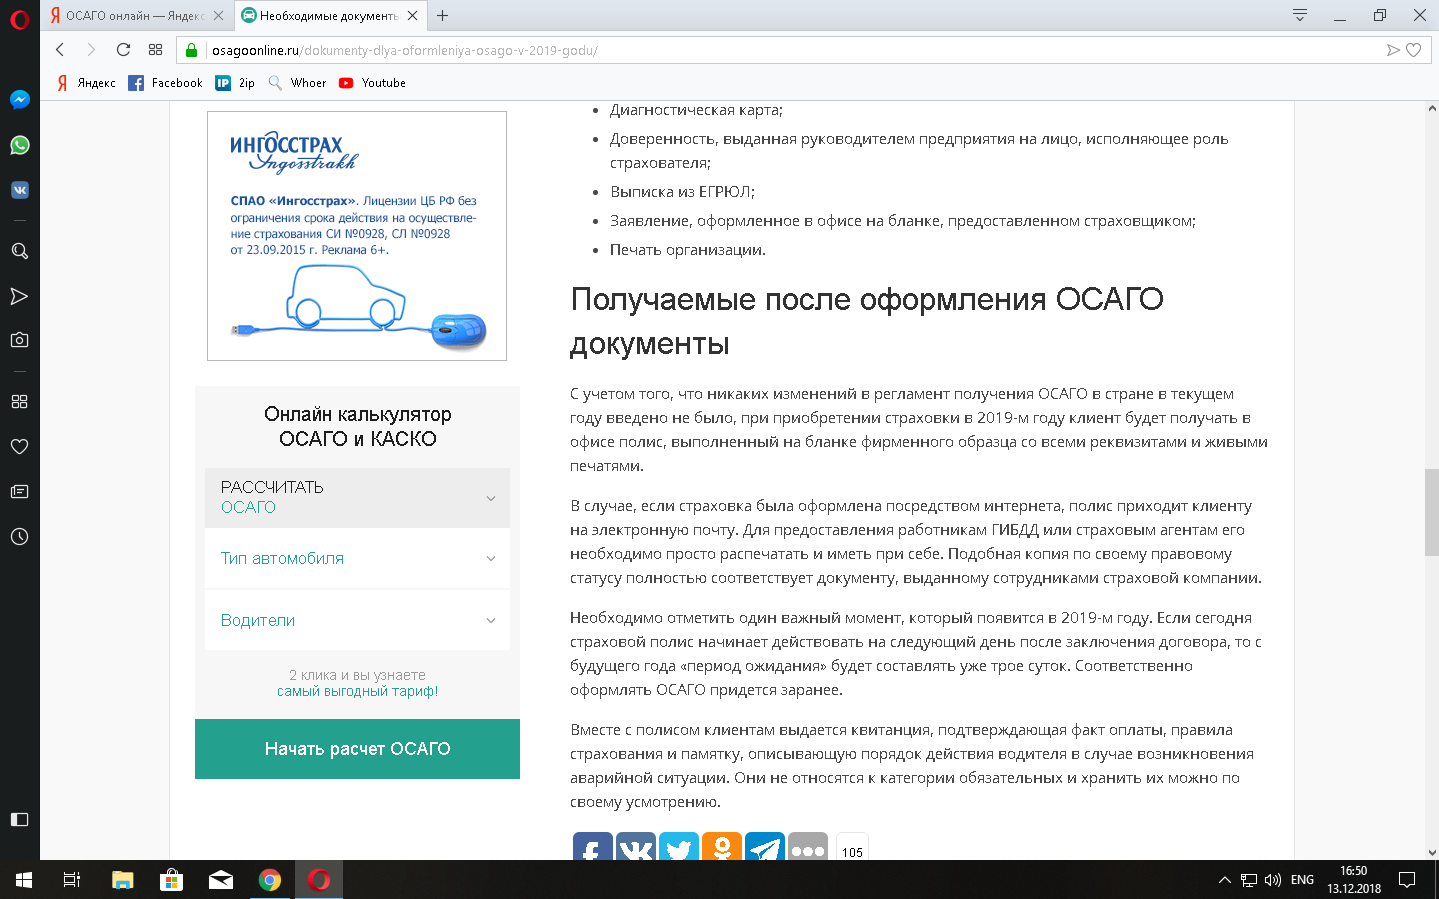 ОСАГО онлайн — Яндекс
Необходимые документы
osagoonline.ru/dokumenty-dlya-oformleniya-osago-v-2019-godu/
Яндекс
Facebook
2ip
Whoer
Youtube
ИНГОССТРАХ
Ingosstrakh
СПАО «Ингосстрах». Лицензии ЦБ РФ без
ограничения срока действия на осуществле-
ние страхования СИ №0928, СЛ №0928
от 23.09.2015 г. Реклама 6+.
Онлайн калькулятор
ОСАГО и КАСКО
РАССЧИТАТЬ
ОСАГО
Тип автомобиля
Водители
2 клика и вы узнаете
самый выгодный тариф!
Начать расчет ОСАГО
Диагностическая карта;
Доверенность, выданная руководителем предприятия на лицо, исполняющее роль
страхователя;
Выписка из ЕГРЮЛ;
Заявление, оформленное в офисе на бланке, предоставленном страховщиком;
Печать организации.
Получаемые после оформления ОСАГО
документы
С учетом того, что никаких изменений в регламент получения ОСАГО в стране в текущем
году введено не было, при приобретении страховки в 2019-м году клиент будет получать в
офисе полис, выполненный на бланке фирменного образца со всеми реквизитами и живыми
печатями.
В случае, если страховка была оформлена посредством интернета, полис приходит клиенту
на электронную почту. Для предоставления работникам ГИБДД или страховым агентам его
необходимо просто распечатать и иметь при себе. Подобная копия по своему правовому
статусу полностью соответствует документу, выданному сотрудниками страховой компании.
Необходимо отметить один важный момент, который появится в 2019-м году. Если сегодня
страховой полис начинает действовать на следующий день после заключения договора, то с
будущего года «период ожидания» будет составлять уже трое суток. Соответственно
оформлять ОСАГО придется заранее.
Вместе с полисом клиентам выдается квитанция, подтверждающая факт оплаты, правила
страхования и памятку, описывающую порядок действия водителя в случае возникновения
аварийной ситуации. Они не относятся к категории обязательных и хранить их можно по
своему усмотрению.
105
ENG
16:50
13.12.2018